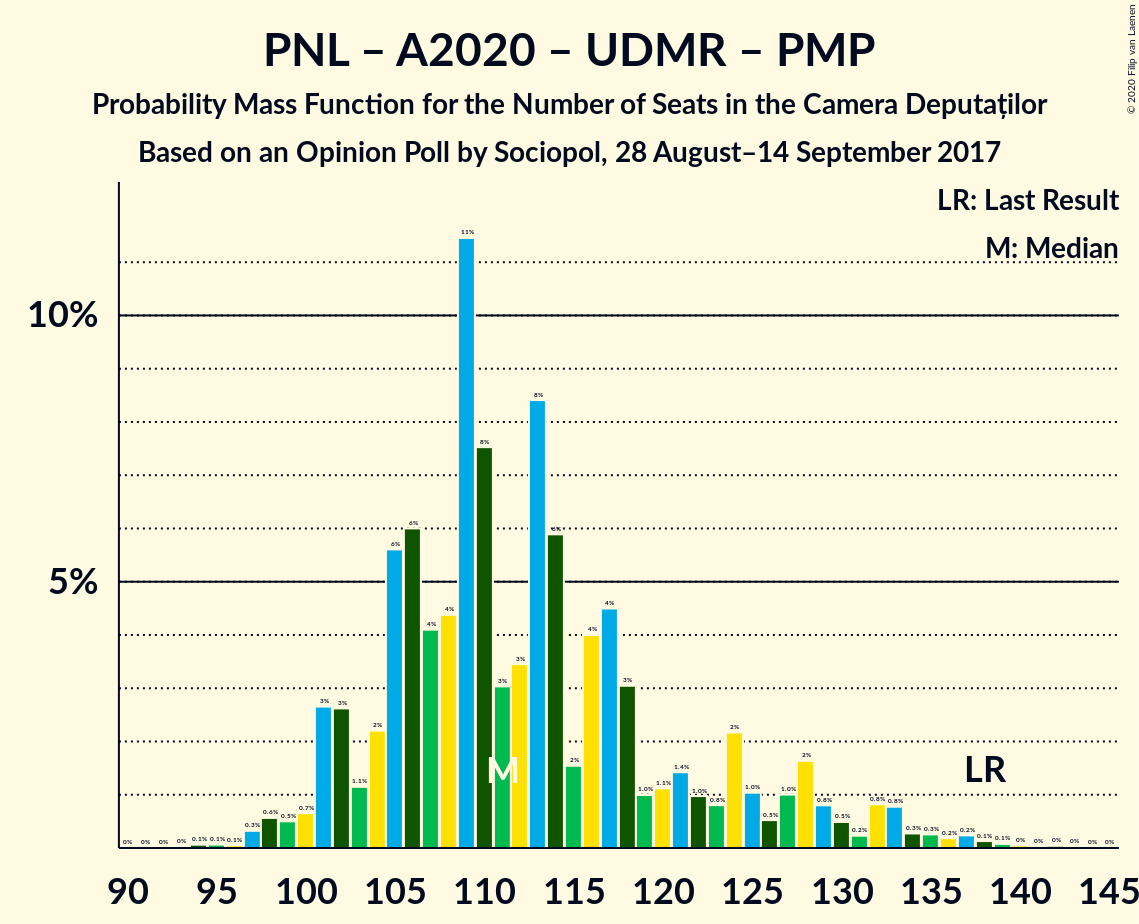 PNL – A2020 – UDMR – PMP
Probability Mass Function for the Number of Seats in the Camera Deputaților
Based on an Opinion Poll by Sociopol, 28 August–14 September 2017
© 2020 Filip van Laenen
LR: Last Result
M: Median
10%
5%
0% 0% 0% 0% 0.1% 0.1% 0.1% 0.3% 0.6% 0.5% 0.7% 3% 3% 1.1% 2% 6% 6% 4% 4% 11% 8% 3% 3% 8% 6% 2% 4% 4% 3% 1.0% 1.1% 1.4% 1.0% 0.8% 2% 1.0% 0.5% 1.0% 2% 0.8% 0.5% 0.2% 0.8% 0.8% 0.3% 0.3% 0.2% 0.2% 0.1% 0.1% 0% 0% 0% 0% 0% 0%
M
LR
90 95 100 105 110 115 120 125 130 135 140 145